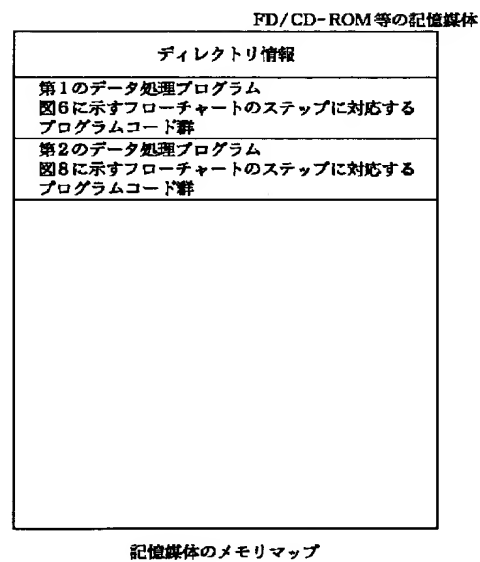 FD/CD-ROM等の記憶媒体
ディレクトリ情報
第1のデータ処理プログラム
図6に示すフローチャートのステップに対応する
プログラムコード群
第2のデータ処理プログラム
図8に示すフローチャートのステップに対応する
プログラムコード群
記憶媒体のメモリマップ